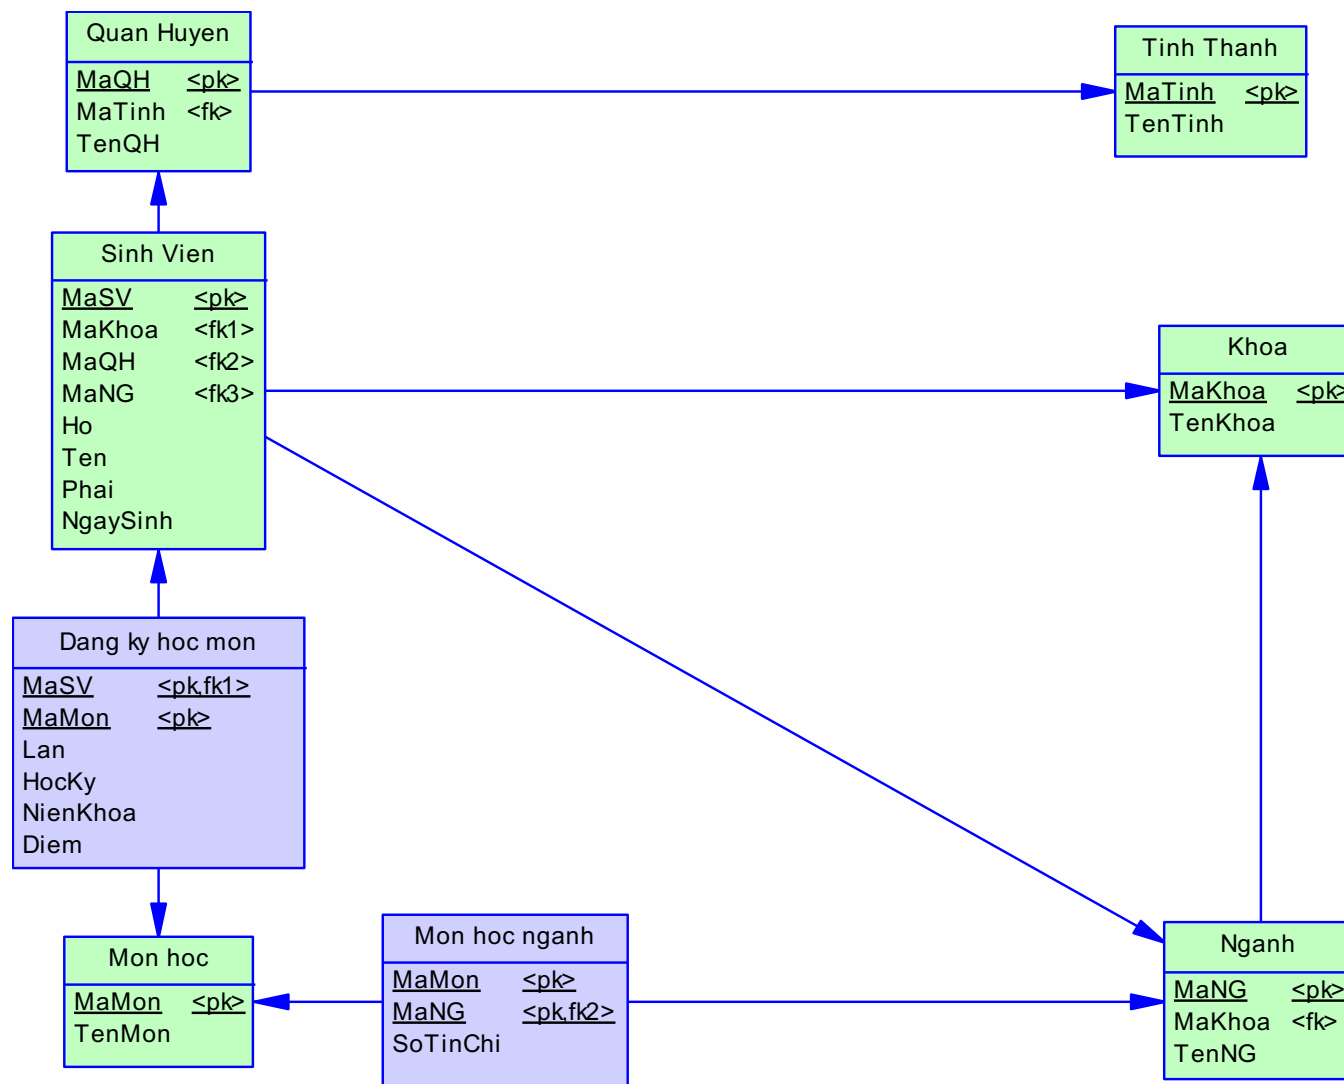 Quan Huyen
MaQH <pk>
MaTinh <fk>
TenQH
Tinh Thanh
MaTinh <pk>
TenTinh
Sinh Vien
MaSV <pk>
MaKhoa <fk1>
MaQH <fk2>
MaNG <fk3>
Ho
Ten
Phai
NgaySinh
Khoa
MaKhoa <pk>
TenKhoa
Dang ky hoc mon
MaSV <pk,fk1>
MaMon <pk>
Lan
HocKy
NienKhoa
Diem
Mon hoc
MaMon <pk>
TenMon
Mon hoc nganh
MaMon <pk>
MaNG <pk,fk2>
SoTinChi
Nganh
MaNG <pk>
MaKhoa <fk>
TenNG